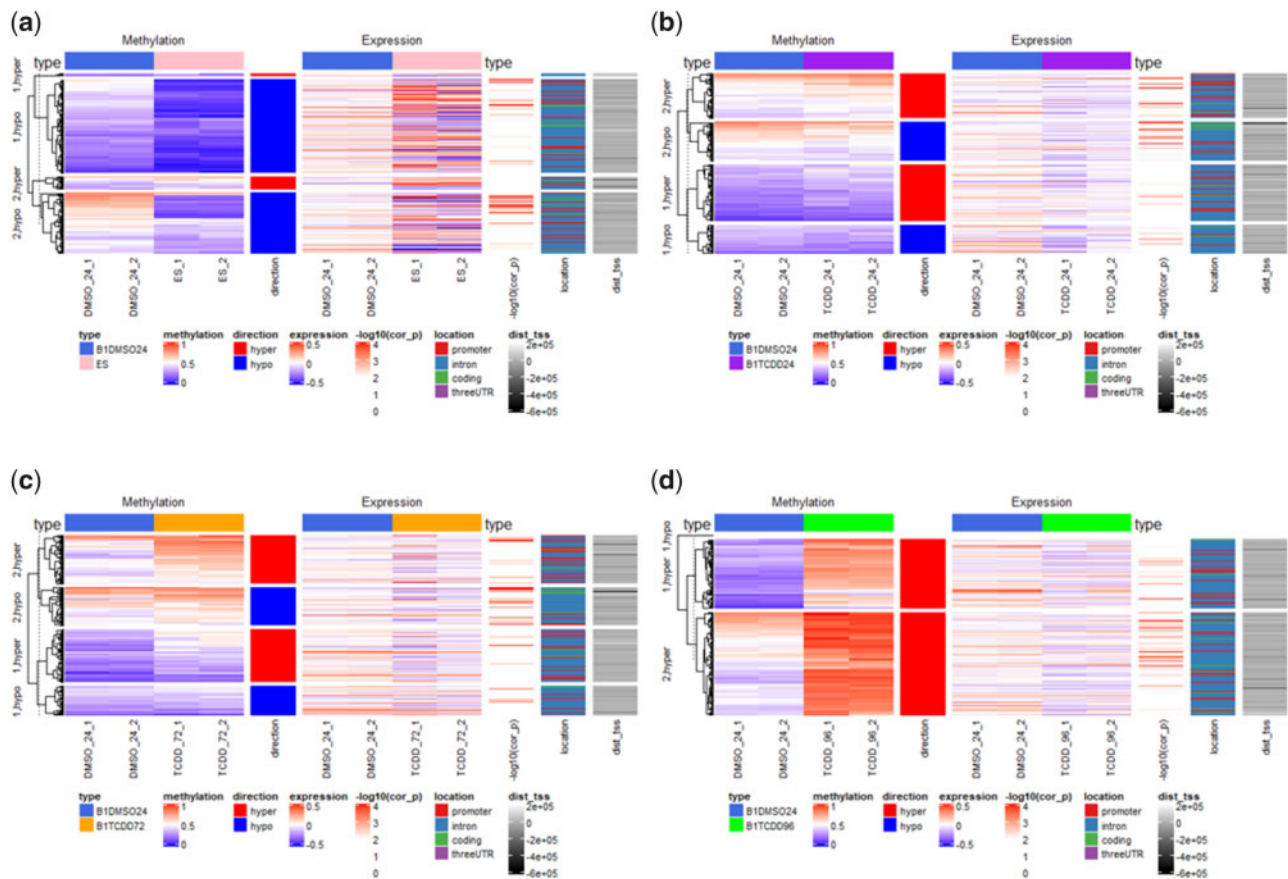 (a)
Methylation Expression
type type
1,hyper
1,hypo
2,hyper
2,hypo
DMSO_24_1
DMSO_24_2
ES_1
ES_2
direction
DMSO_24_1
DMSO_24_2
ES_1
ES_2
-log10(cor_p)
location
dist_tss
type methylation direction expression -log10(cor_p) location dist_tss
B1DMSO24 1 hyper 0.5 4 promoter 2e+05
ES 0.5 hypo 0 3 intron 0
0 -0.5 2 coding -2e+05
1 threeUTR -4e+05
0 -6e+05
(b)
Methylation Expression
type type
2,hyper
2,hypo
1,hyper
1,hypo
DMSO_24_1
DMSO_24_2
TCDD_24_1
TCDD_24_2
direction
DMSO_24_1
DMSO_24_2
TCDD_24_1
TCDD_24_2
-log10(cor_p)
location
dist_tss
type methylation direction expression -log10(cor_p) location dist_tss
B1DMSO24 1 hyper 0.5 4 promoter 2e+05
B1TCDD24 0.5 hypo 0 3 intron 0
0 -0.5 2 coding -2e+05
1 threeUTR -4e+05
0 -6e+05
(c)
Methylation Expression
type type
2,hyper
2,hypo
1,hyper
1,hypo
DMSO_24_1
DMSO_24_2
TCDD_72_1
TCDD_72_2
direction
DMSO_24_1
DMSO_24_2
TCDD_72_1
TCDD_72_2
-log10(cor_p)
location
dist_tss
type methylation direction expression -log10(cor_p) location dist_tss
B1DMSO24 1 hyper 0.5 4 promoter 2e+05
B1TCDD72 0.5 hypo 0 3 intron 0
0 -0.5 2 coding -2e+05
1 threeUTR -4e+05
0 -6e+05
(d)
Methylation Expression
type type
1,hypo
1,hyper
2,hyper
DMSO_24_1
DMSO_24_2
TCDD_96_1
TCDD_96_2
direction
DMSO_24_1
DMSO_24_2
TCDD_96_1
TCDD_96_2
-log10(cor_p)
location
dist_tss
type methylation direction expression -log10(cor_p) location dist_tss
B1DMSO24 1 hyper 0.5 4 promoter 2e+05
B1TCDD96 0.5 hypo 0 3 intron 0
0 -0.5 2 coding -2e+05
1 threeUTR -4e+05
0 -6e+05